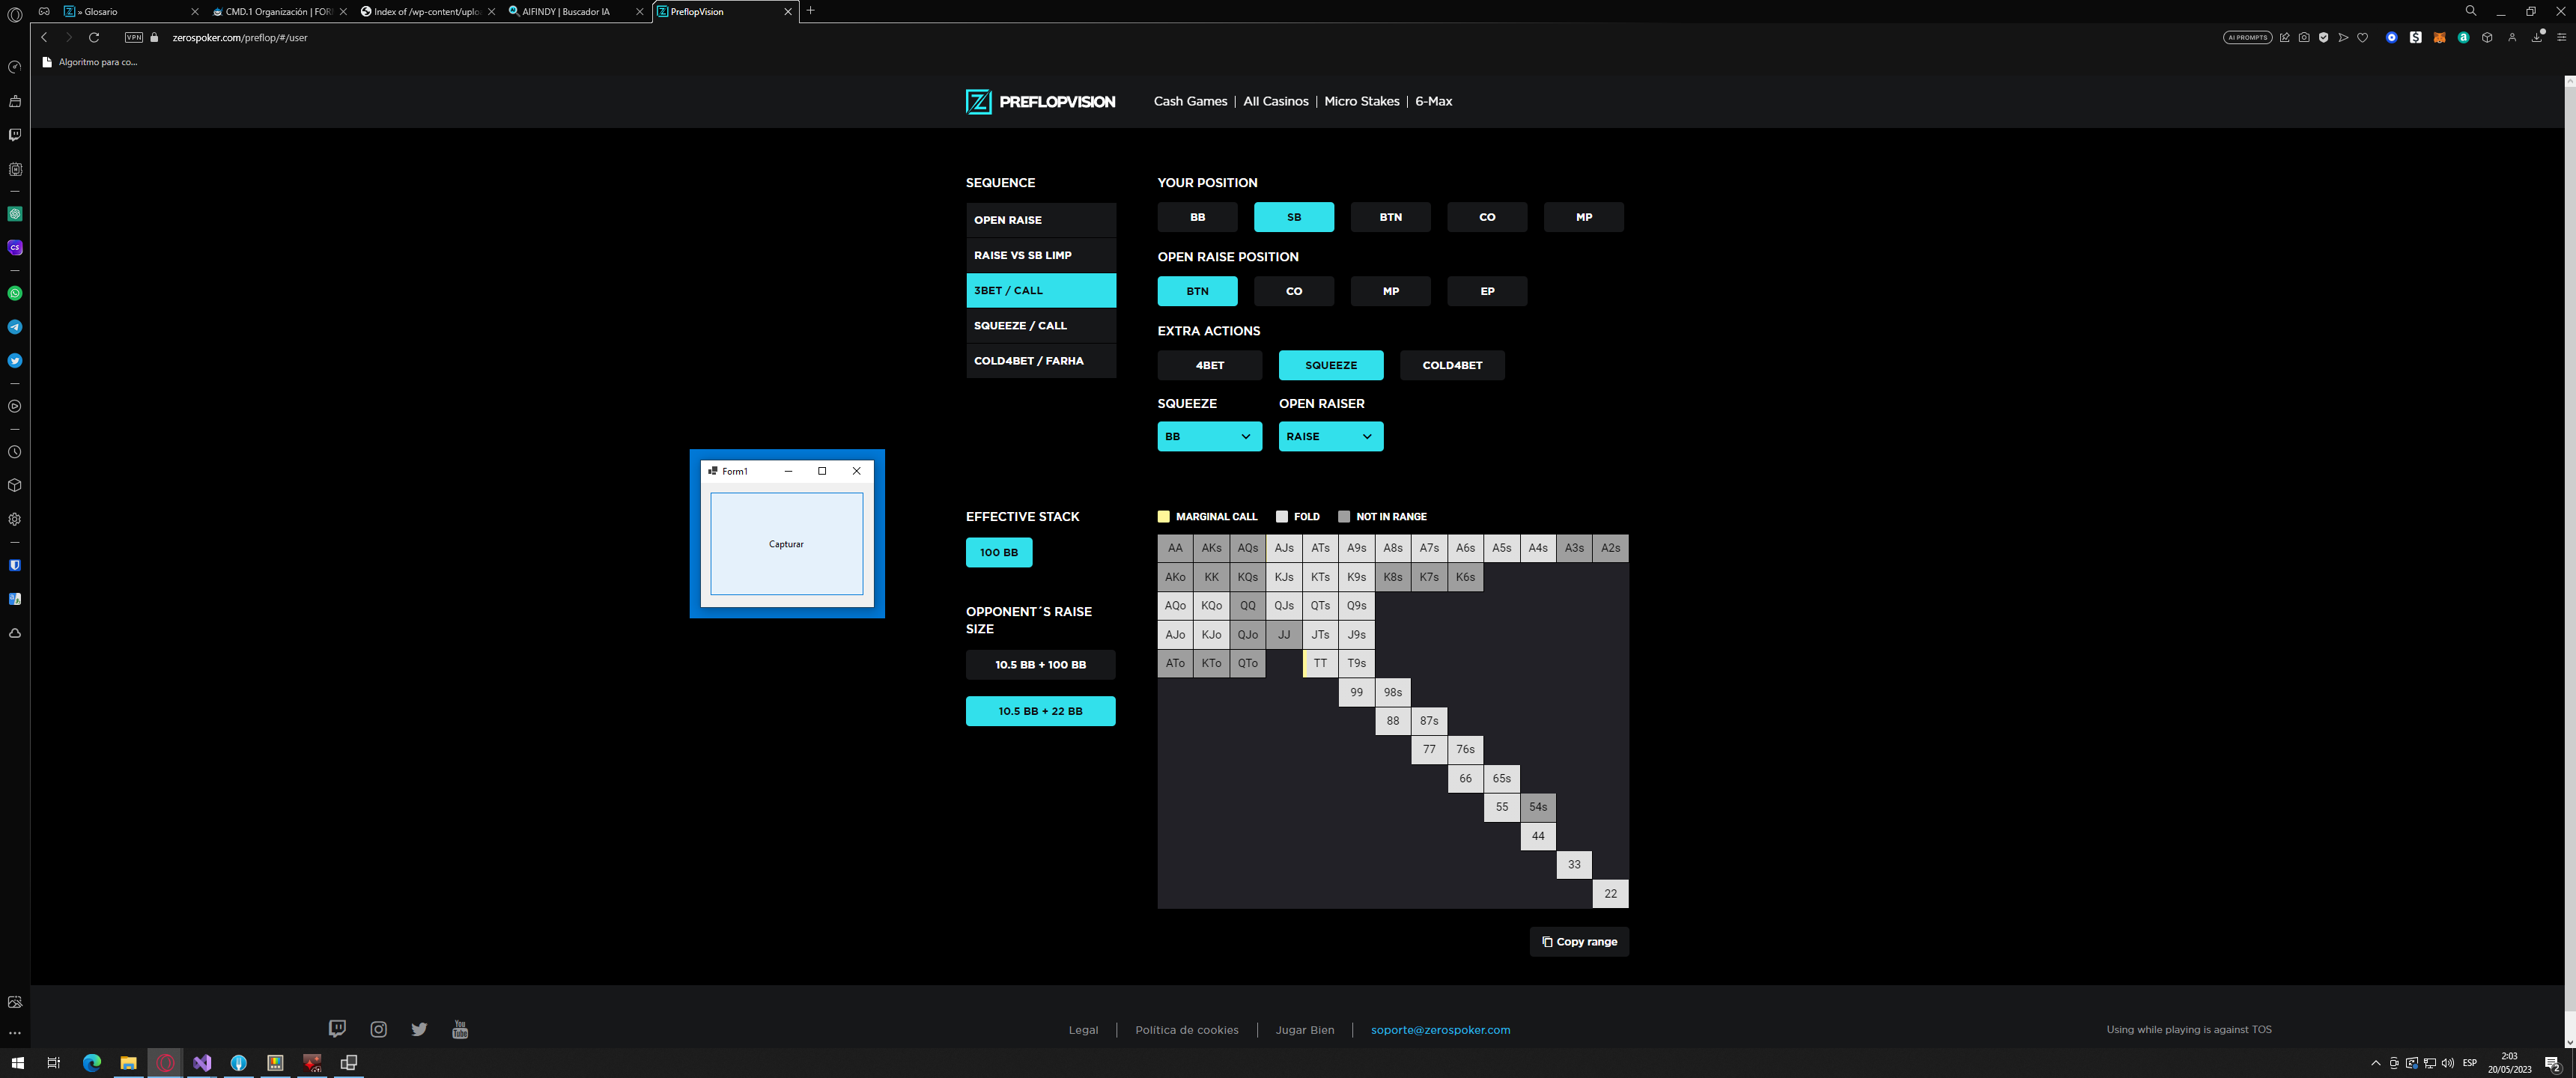 » Glosario
CMD.1 Organización | FOR
Index of /wp-content/uplo
AIFINDY | Buscador IA
PreflopVision
VPN
zerospoker.com/preflop/#/user
AI PROMPTS
Algoritmo para co...
PREFLOPVISION
Cash Games | All Casinos | Micro Stakes | 6-Max
SEQUENCE
OPEN RAISE
RAISE VS SB LIMP
3BET / CALL
SQUEEZE / CALL
COLD4BET / FARHA
YOUR POSITION
BB SB BTN CO MP
OPEN RAISE POSITION
BTN CO MP EP
EXTRA ACTIONS
4BET SQUEEZE COLD4BET
SQUEEZE OPEN RAISER
BB RAISE
Form1
Capturar
EFFECTIVE STACK
100 BB
OPPONENT´S RAISE
SIZE
10.5 BB + 100 BB
10.5 BB + 22 BB
MARGINAL CALL FOLD NOT IN RANGE
AA AKs AQs AJs ATs A9s A8s A7s A6s A5s A4s A3s A2s
AKo KK KQs KJs KTs K9s K8s K7s K6s
AQo KQo QQ QJs QTs Q9s
AJo KJo QJo JJ JTs J9s
ATo KTo QTo TT T9s
99 98s
88 87s
77 76s
66 65s
55 54s
44
33
22
Copy range
You
Tube
Legal | Política de cookies | Jugar Bien | soporte@zerospoker.com
Using while playing is against TOS
ESP
2:03
20/05/2023
2